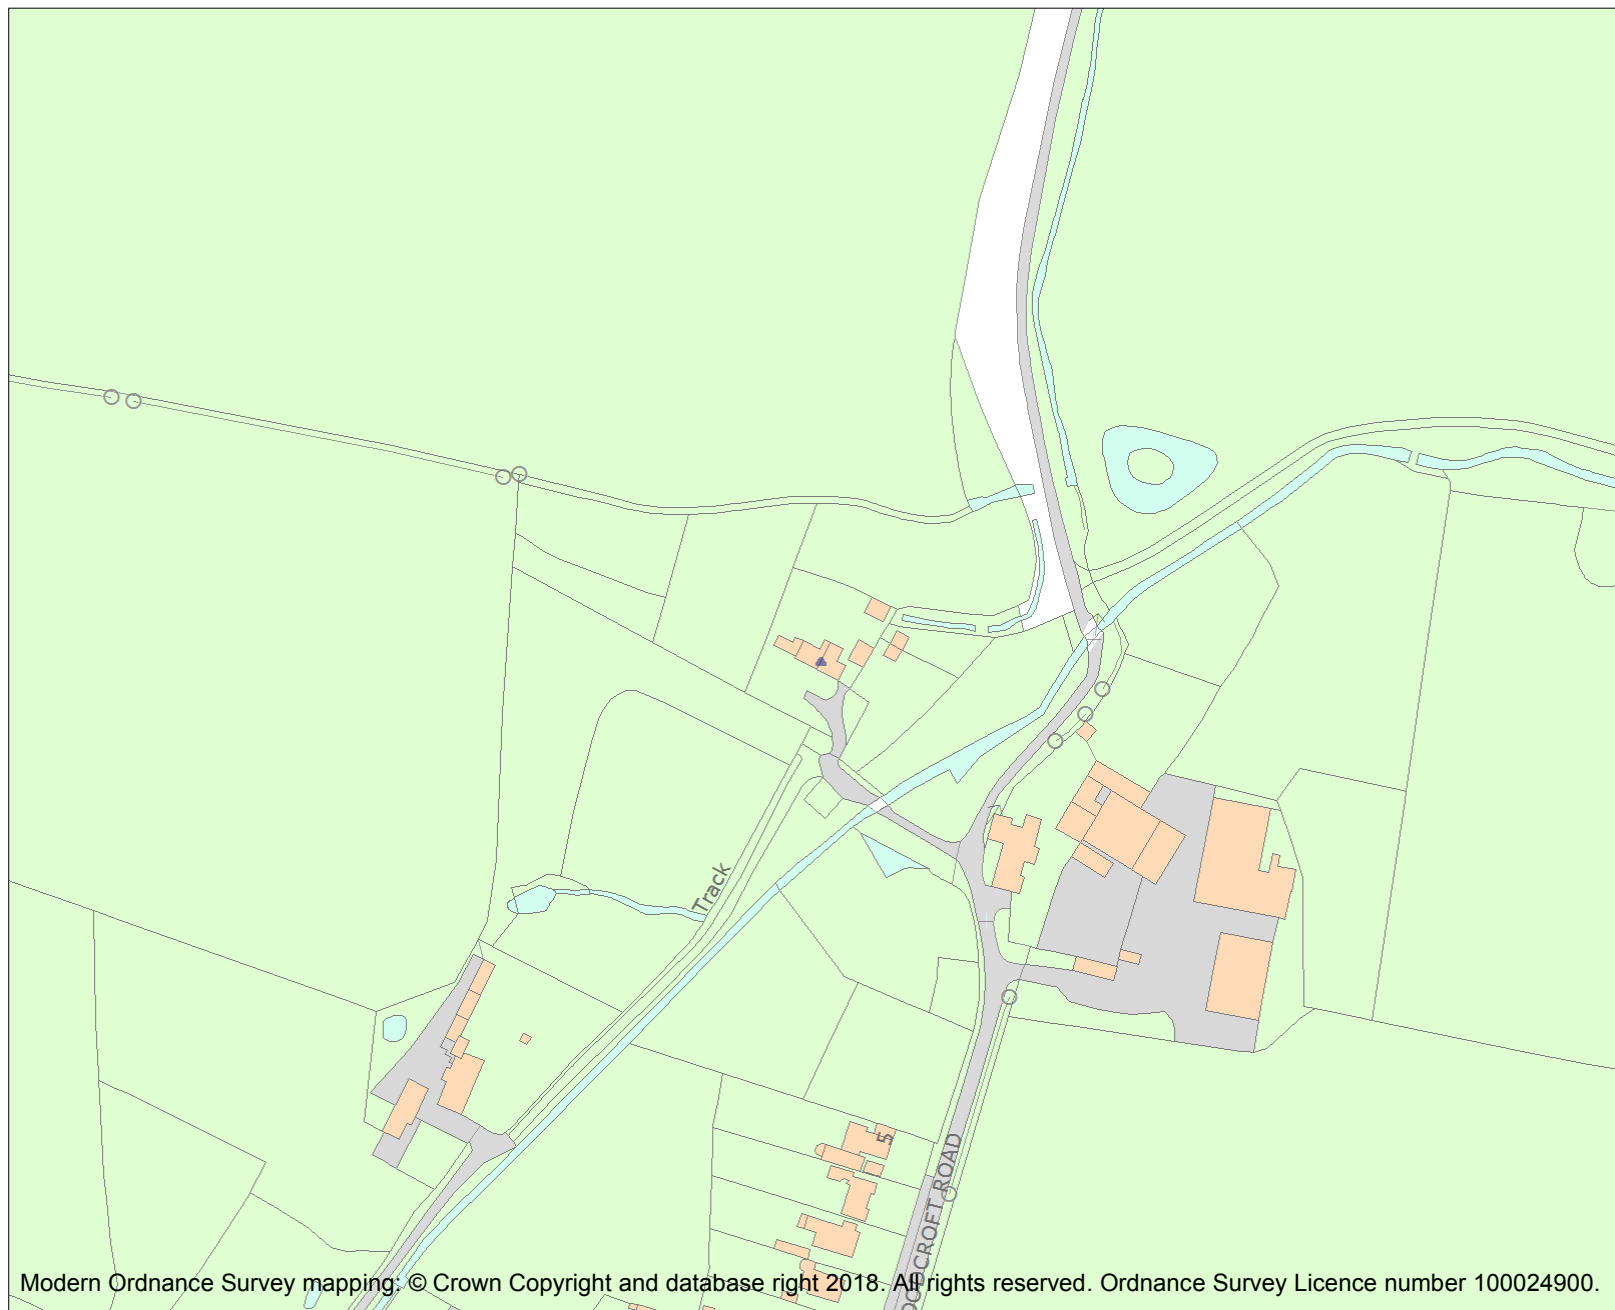 Track
5
ROAD
Modern Ordnance Survey mapping: © Crown Copyright and database right 2018. All rights reserved. Ordnance Survey Licence number 100024900.